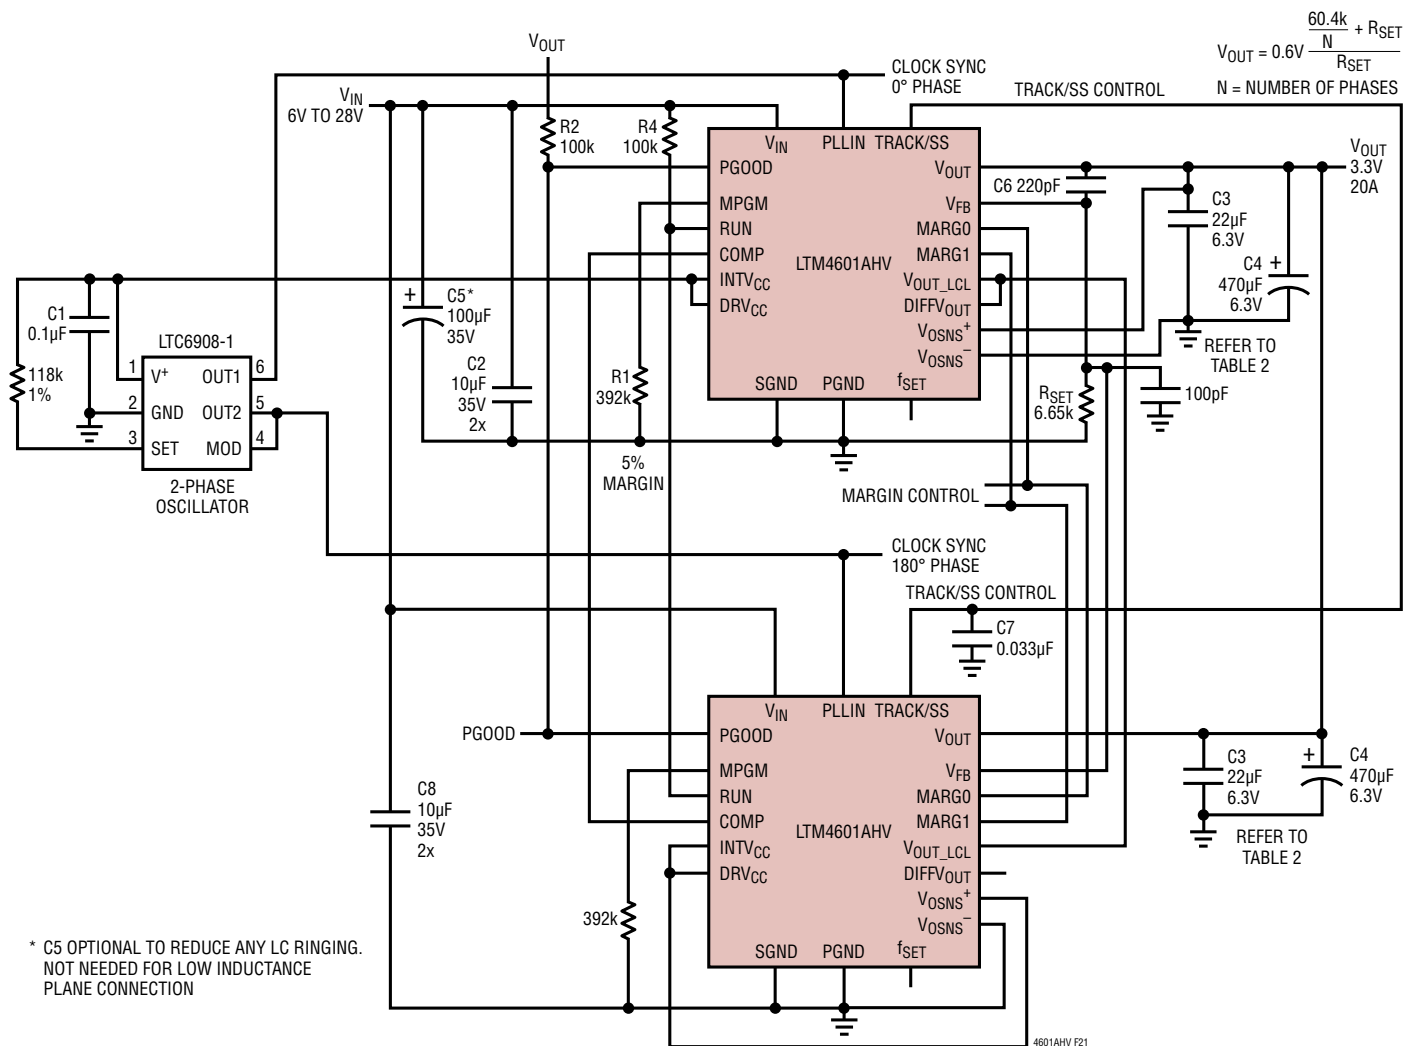 VOUT = 0.6V (60.4k / N + RSET) / RSET
N = NUMBER OF PHASES
VOUT
CLOCK SYNC
0° PHASE
TRACK/SS CONTROL
VIN
6V TO 28V
R2
100k
R4
100k
VIN
PLLIN
TRACK/SS
PGOOD
MPGM
RUN
COMP
INTVCC
DRVCC
LTM4601AHV
VOUT
VFB
MARG0
MARG1
VOUT_LCL
DIFFVOUT
VOSNS+
VOSNS–
SGND
PGND
fSET
C6 220pF
VOUT
3.3V
20A
C3
22µF
6.3V
C4
470µF
6.3V
+
REFER TO
TABLE 2
C1
0.1µF
118k
1%
LTC6908-1
1
V+
OUT1
6
2
GND
OUT2
5
3
SET
MOD
4
2-PHASE
OSCILLATOR
+
C5*
100µF
35V
C2
10µF
35V
2x
R1
392k
5%
MARGIN
RSET
6.65k
100pF
MARGIN CONTROL
CLOCK SYNC
180° PHASE
TRACK/SS CONTROL
C7
0.033µF
VIN
PLLIN
TRACK/SS
PGOOD
PGOOD
MPGM
RUN
COMP
INTVCC
DRVCC
LTM4601AHV
VOUT
VFB
MARG0
MARG1
VOUT_LCL
DIFFVOUT
VOSNS+
VOSNS–
SGND
PGND
fSET
C8
10µF
35V
2x
392k
C3
22µF
6.3V
+
C4
470µF
6.3V
REFER TO
TABLE 2
* C5 OPTIONAL TO REDUCE ANY LC RINGING.
NOT NEEDED FOR LOW INDUCTANCE
PLANE CONNECTION
4601AHV F21